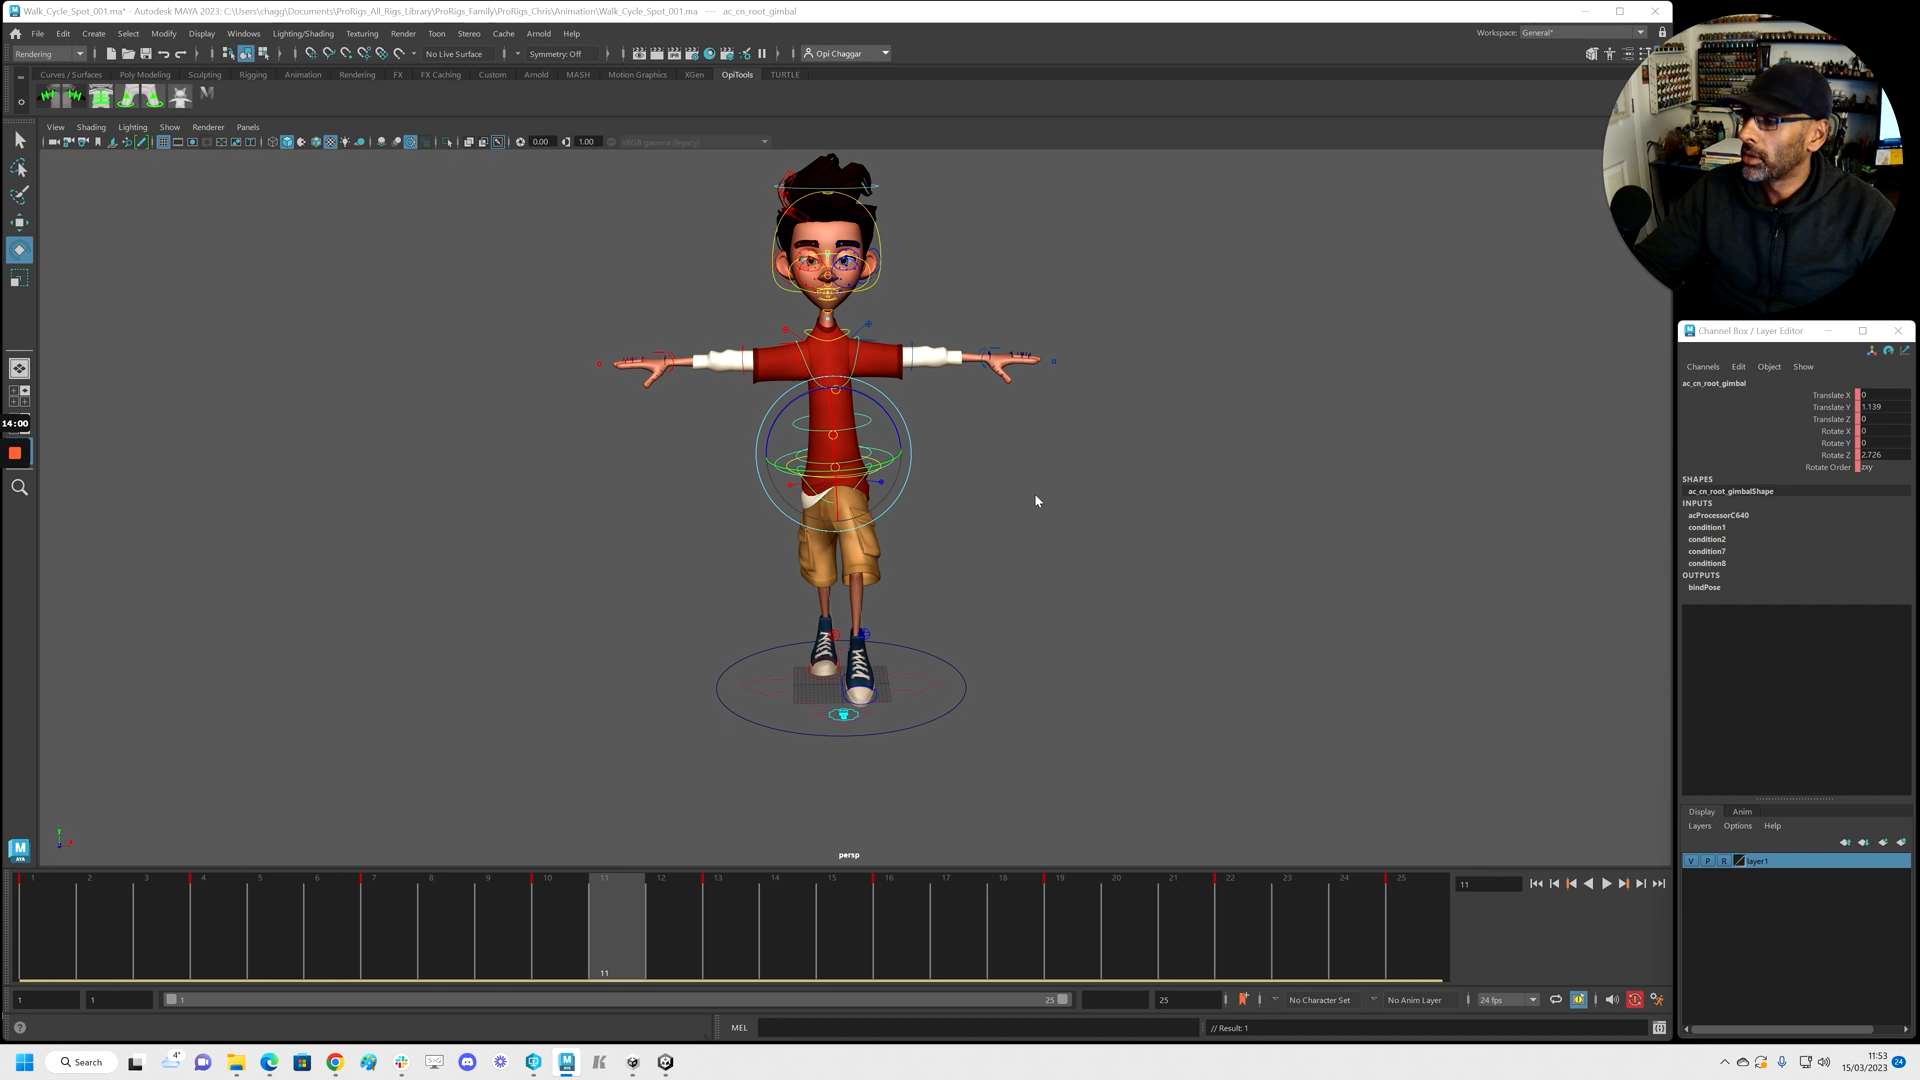 Walk_Cycle_Spot_001.ma* - Autodesk MAYA 2023: C:\Users\chagg\Documents\ProRigs_All_Rigs_Library\ProRigs_Family\ProRigs_Chris\Animation\Walk_Cycle_Spot_001.ma --- ac_cn_root_gimbal
File Edit Create Select Modify Display Windows Lighting/Shading Texturing Render Toon Stereo Cache Arnold Help
Workspace: General*
Rendering No Live Surface Symmetry: Off Opi Chaggar
Curves / Surfaces Poly Modeling Sculpting Rigging Animation Rendering FX FX Caching Custom Arnold MASH Motion Graphics XGen OpiTools TURTLE
View Shading Lighting Show Renderer Panels
0.00 1.00 sRGB gamma (legacy)
Channel Box / Layer Editor
Channels Edit Object Show
ac_cn_root_gimbal
Translate X 0
Translate Y 1.139
Translate Z 0
Rotate X 0
Rotate Y 0
Rotate Z 2.726
Rotate Order zxy
SHAPES
ac_cn_root_gimbalShape
INPUTS
acProcessorC640
condition1
condition2
condition7
condition8
OUTPUTS
bindPose
14:00
Display Anim
Layers Options Help
V P R layer1
MAYA
y
x
persp
1 2 3 4 5 6 7 8 9 10 11 12 13 14 15 16 17 18 19 20 21 22 23 24 25
11
11
1 1 1 25 25 No Character Set No Anim Layer 24 fps
MEL // Result: 1
4°
Search
11:53
15/03/2023
24